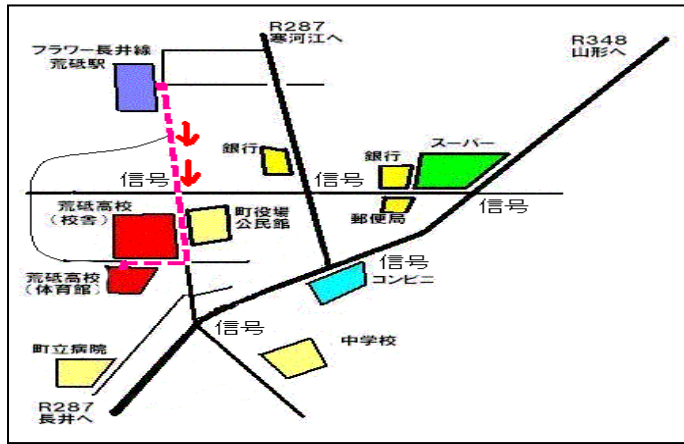 R287
寒河江へ
R348
山形へ
フラワー長井線
荒砥駅
銀行
銀行
スーパー
信号
信号
信号
郵便局
荒砥高校
(校舎)
町役場
公民館
荒砥高校
(体育館)
信号
コンビニ
信号
中学校
町立病院
R287
長井へ